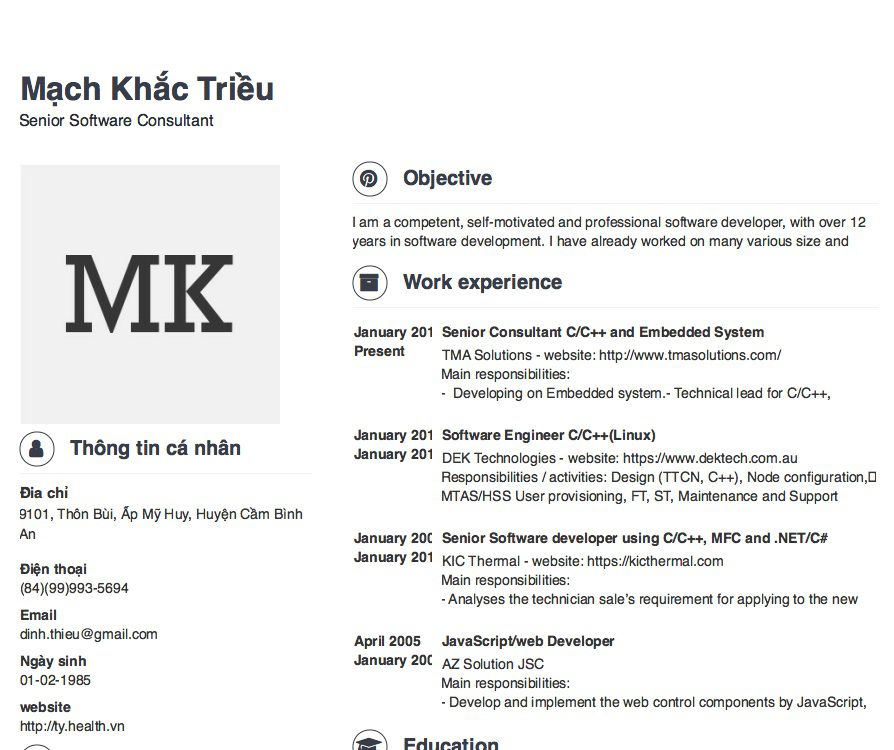 Mạch Khắc Triều
Senior Software Consultant
MK
Thông tin cá nhân
Đia chỉ
9101, Thôn Bùi, Ấp Mỹ Huy, Huyện Cầm Bình
An
Điện thoại
(84)(99)993-5694
Email
dinh.thieu@gmail.com
Ngày sinh
01-02-1985
website
http://ty.health.vn
Objective
I am a competent, self-motivated and professional software developer, with over 12
years in software development. I have already worked on many various size and
Work experience
January 201 Senior Consultant C/C++ and Embedded System
Present
TMA Solutions - website: http://www.tmasolutions.com/
Main responsibilities:
- Developing on Embedded system.- Technical lead for C/C++,
January 201 Software Engineer C/C++(Linux)
January 201
DEK Technologies - website: https://www.dektech.com.au
Responsibilities / activities: Design (TTCN, C++), Node configuration,
MTAS/HSS User provisioning, FT, ST, Maintenance and Support
January 200 Senior Software developer using C/C++, MFC and .NET/C#
January 201
KIC Thermal - website: https://kicthermal.com
Main responsibilities:
- Analyses the technician sale’s requirement for applying to the new
April 2005 JavaScript/web Developer
January 200
AZ Solution JSC
Main responsibilities:
- Develop and implement the web control components by JavaScript,
Education